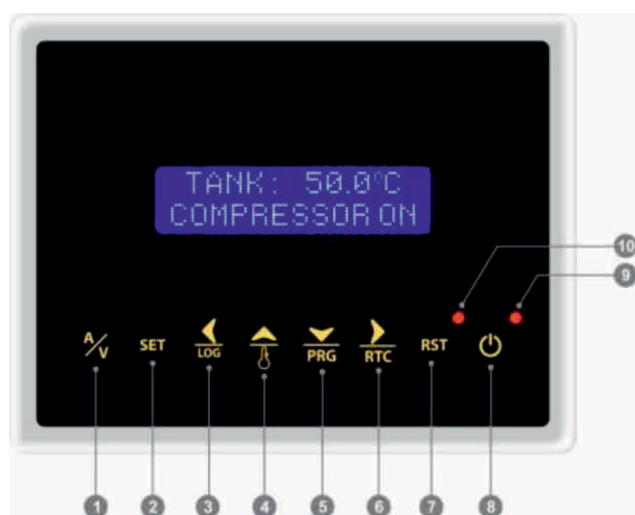 TANK: 50.0°C
COMPRESSOR ON
10
9
A/V SET LOG PRG RTC RST
1 2 3 4 5 6 7 8